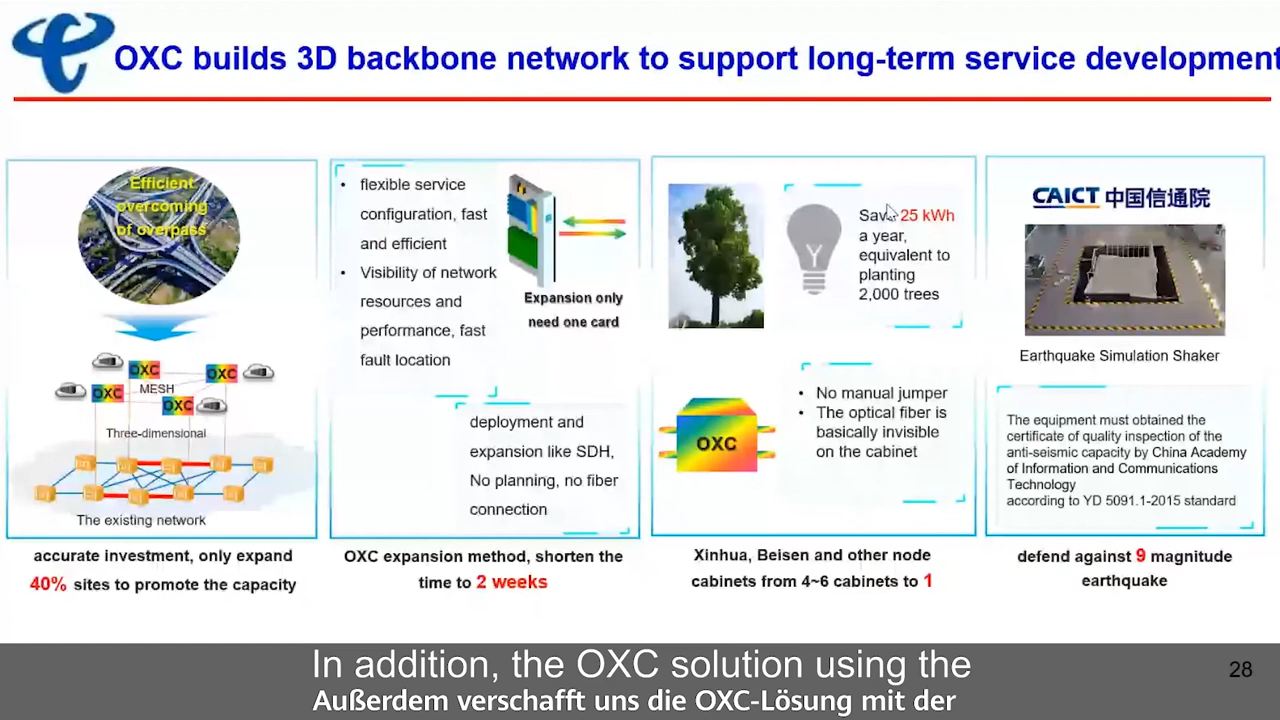 OXC builds 3D backbone network to support long-term service development
Efficient
overcoming
of overpass
OXC
OXC
MESH
OXC
OXC
Three-dimensional
The existing network
accurate investment, only expand
40% sites to promote the capacity
• flexible service
configuration, fast
and efficient
• Visibility of network
resources and
performance, fast
fault location
Expansion only
need one card
deployment and
expansion like SDH,
No planning, no fiber
connection
OXC expansion method, shorten the
time to 2 weeks
Save 25 kWh
a year,
equivalent to
planting
2,000 trees
OXC
• No manual jumper
• The optical fiber is
basically invisible
on the cabinet
Xinhua, Beisen and other node
cabinets from 4~6 cabinets to 1
CAICT 中国信通院
Earthquake Simulation Shaker
The equipment must obtained the
certificate of quality inspection of the
anti-seismic capacity by China Academy
of Information and Communications
Technology
according to YD 5091.1-2015 standard
defend against 9 magnitude
earthquake
In addition, the OXC solution using the
Außerdem verschafft uns die OXC-Lösung mit der
28